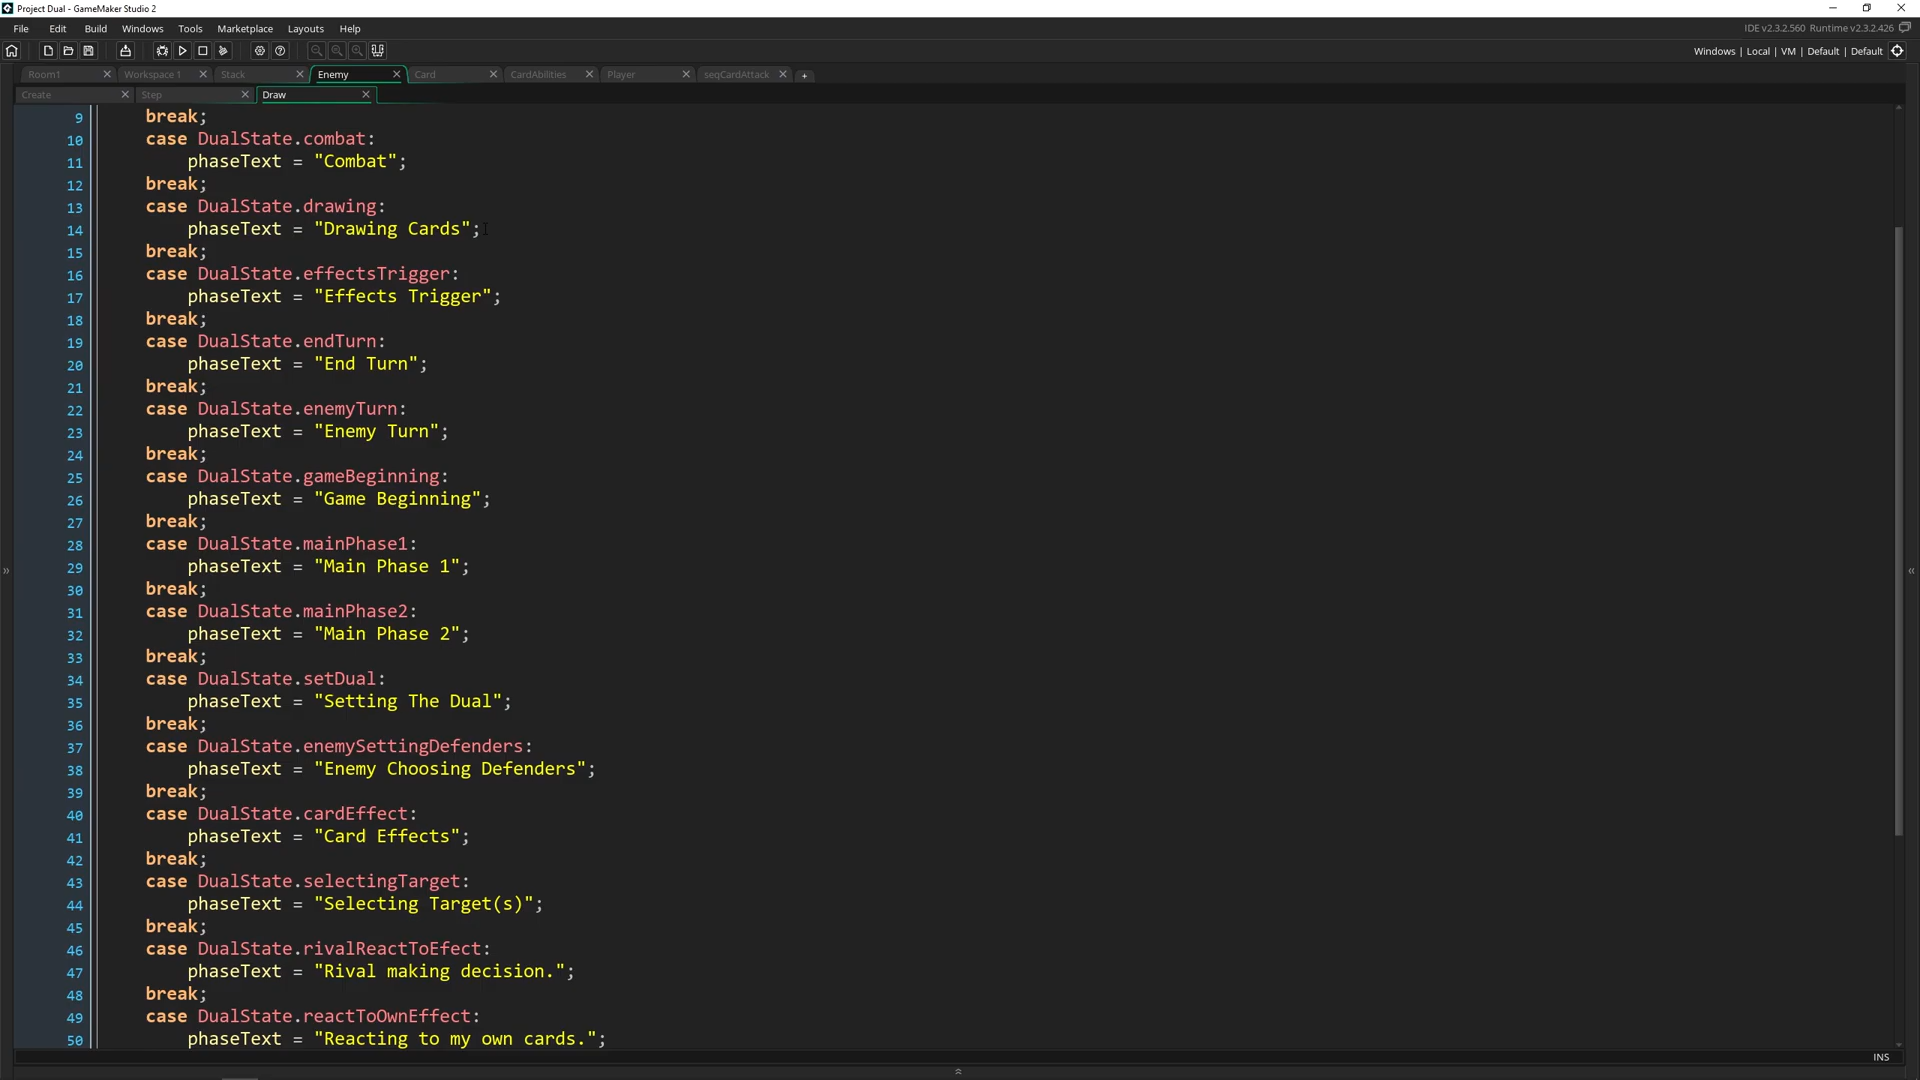 Project Dual - GameMaker Studio 2
File Edit Build Windows Tools Marketplace Layouts Help
IDE v2.3.2.560 Runtime v2.3.2.426
Windows | Local | VM | Default | Default
Room1 Workspace 1 Stack Enemy Card CardAbilities Player seqCardAttack
Create Step Draw
9 break;
10 case DualState.combat:
11 phaseText = "Combat";
12 break;
13 case DualState.drawing:
14 phaseText = "Drawing Cards";
15 break;
16 case DualState.effectsTrigger:
17 phaseText = "Effects Trigger";
18 break;
19 case DualState.endTurn:
20 phaseText = "End Turn";
21 break;
22 case DualState.enemyTurn:
23 phaseText = "Enemy Turn";
24 break;
25 case DualState.gameBeginning:
26 phaseText = "Game Beginning";
27 break;
28 case DualState.mainPhase1:
29 phaseText = "Main Phase 1";
30 break;
31 case DualState.mainPhase2:
32 phaseText = "Main Phase 2";
33 break;
34 case DualState.setDual:
35 phaseText = "Setting The Dual";
36 break;
37 case DualState.enemySettingDefenders:
38 phaseText = "Enemy Choosing Defenders";
39 break;
40 case DualState.cardEffect:
41 phaseText = "Card Effects";
42 break;
43 case DualState.selectingTarget:
44 phaseText = "Selecting Target(s)";
45 break;
46 case DualState.rivalReactToEfect:
47 phaseText = "Rival making decision.";
48 break;
49 case DualState.reactToOwnEffect:
50 phaseText = "Reacting to my own cards.";
INS